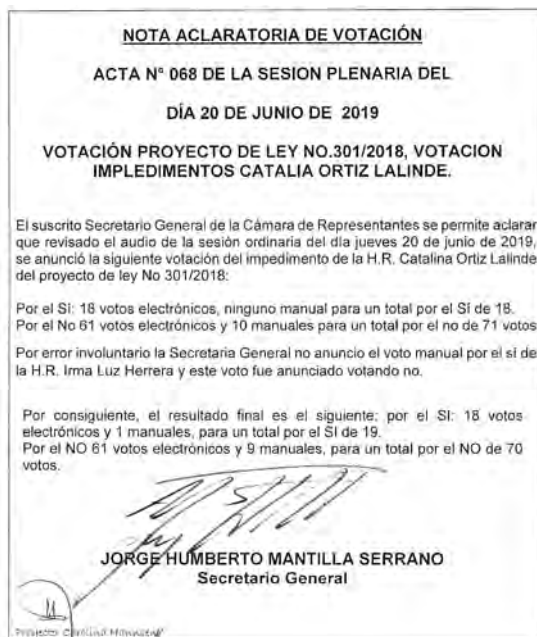 NOTA ACLARATORIA DE VOTACIÓN
ACTA N° 068 DE LA SESION PLENARIA DEL
DÍA 20 DE JUNIO DE 2019
VOTACIÓN PROYECTO DE LEY NO.301/2018, VOTACION
IMPLEDIMENTOS CATALIA ORTIZ LALINDE.
El suscrito Secretario General de la Cámara de Representantes se permite aclarar
que revisado el audio de la sesión ordinaria del día jueves 20 de junio de 2019,
se anunció la siguiente votación del impedimento de la H.R. Catalina Ortiz Lalinde
del proyecto de ley No 301/2018:
Por el Sí: 18 votos electrónicos, ninguno manual para un total por el Sí de 18.
Por el No 61 votos electrónicos y 10 manuales para un total por el no de 71 votos
Por error involuntario la Secretaria General no anuncio el voto manual por el si de
la H.R. Irma Luz Herrera y este voto fue anunciado votando no.
Por consiguiente, el resultado final es el siguiente: por el SI: 18 votos
electrónicos y 1 manuales, para un total por el SI de 19.
Por el NO 61 votos electrónicos y 9 manuales, para un total por el NO de 70
votos.
JORGE HUMBERTO MANTILLA SERRANO
Secretario General
Proyecto Carolina